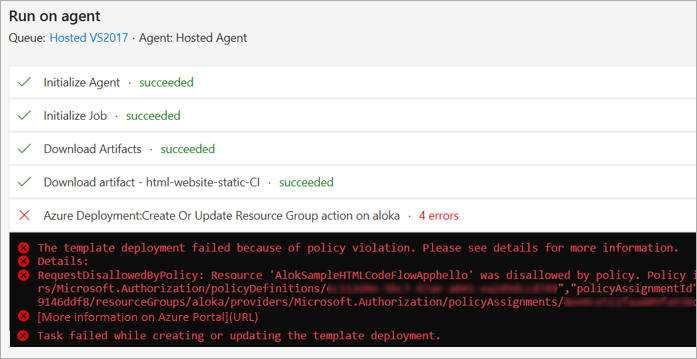 Run on agent
Queue: Hosted VS2017 · Agent: Hosted Agent
Initialize Agent · succeeded
Initialize Job · succeeded
Download Artifacts · succeeded
Download artifact - html-website-static-CI · succeeded
Azure Deployment:Create Or Update Resource Group action on aloka · 4 errors
The template deployment failed because of policy violation. Please see details for more information.
Details:
RequestDisallowedByPolicy: Resource 'AlokSampleHTMLCodeFlowApphello' was disallowed by policy. Policy i
rs/Microsoft.Authorization/policyDefinitions/ ","policyAssignmentId"
9146ddf8/resourceGroups/aloka/providers/Microsoft.Authorization/policyAssignments/
[More information on Azure Portal](URL)
Task failed while creating or updating the template deployment.